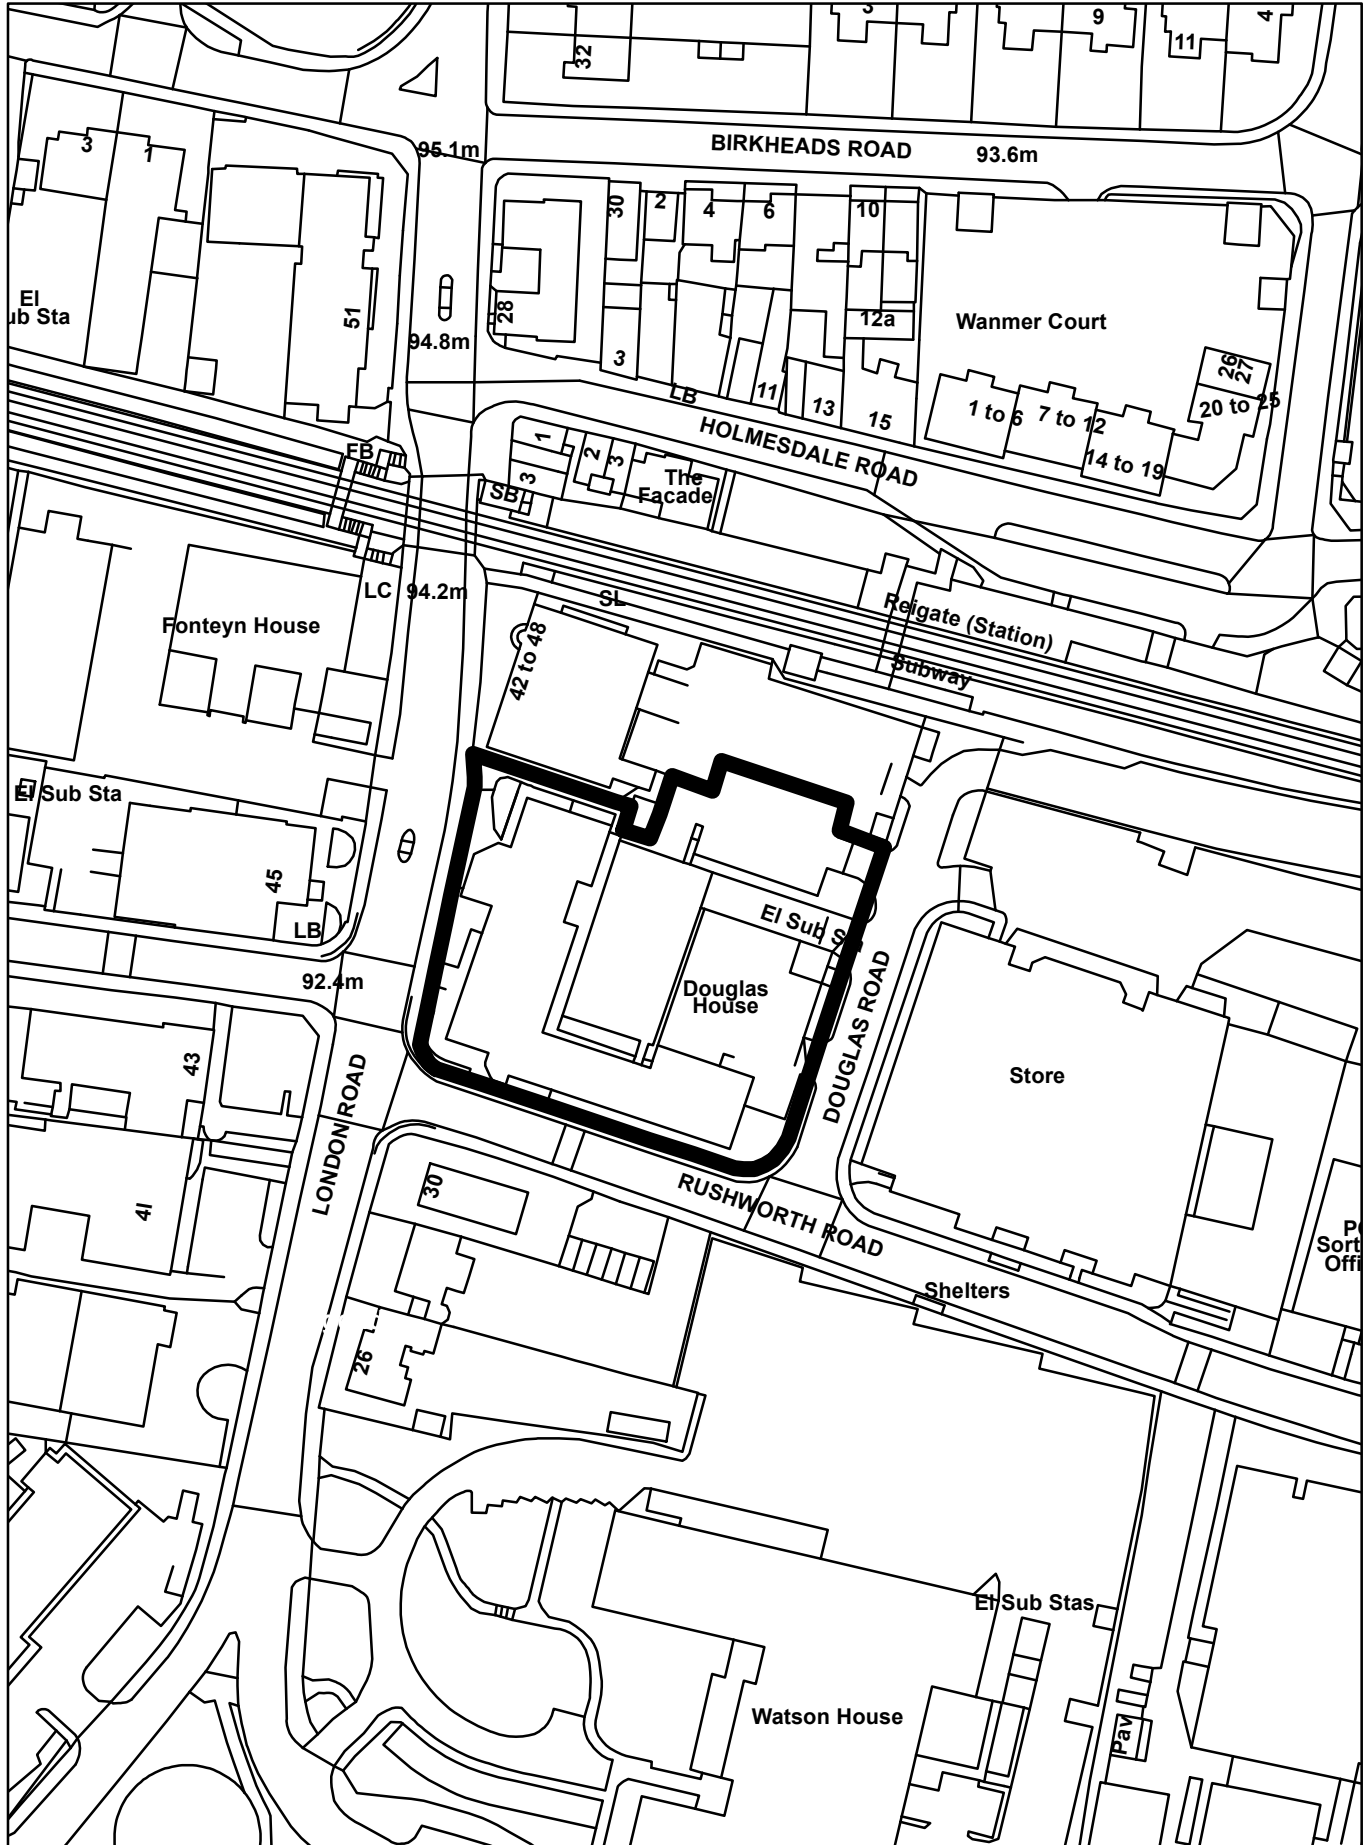 32
3
9
11
4
BIRKHEADS ROAD
93.6m
95.1m
3
1
30
2
4
6
10
El
ub Sta
51
28
94.8m
12a
Wanmer Court
3
LB
11
13
15
26
27
1 to 6
7 to 12
20 to 25
14 to 19
HOLMESDALE ROAD
1
2
3
3
The
Facade
FB
SB
LC
94.2m
SL
Reigate (Station)
Subway
Fonteyn House
42 to 48
El Sub Sta
45
LB
92.4m
El Sub S
Douglas
House
DOUGLAS ROAD
Store
43
LONDON ROAD
41
30
RUSHWORTH ROAD
Shelters
Sort
Offi
26
El Sub Stas
Watson House
Pav